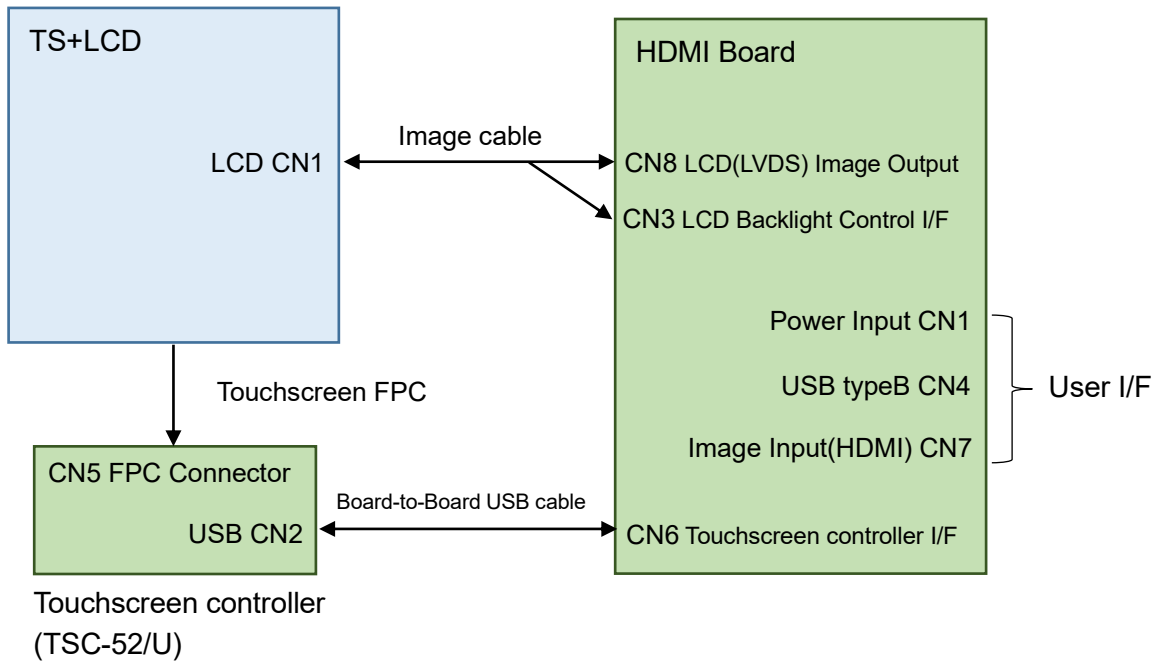 TS+LCD
LCD CN1
Image cable
HDMI Board
CN8 LCD(LVDS) Image Output
CN3 LCD Backlight Control I/F
Power Input CN1
USB typeB CN4
Image Input(HDMI) CN7
User I/F
Touchscreen FPC
CN5 FPC Connector
USB CN2
Board-to-Board USB cable
CN6 Touchscreen controller I/F
Touchscreen controller
(TSC-52/U)